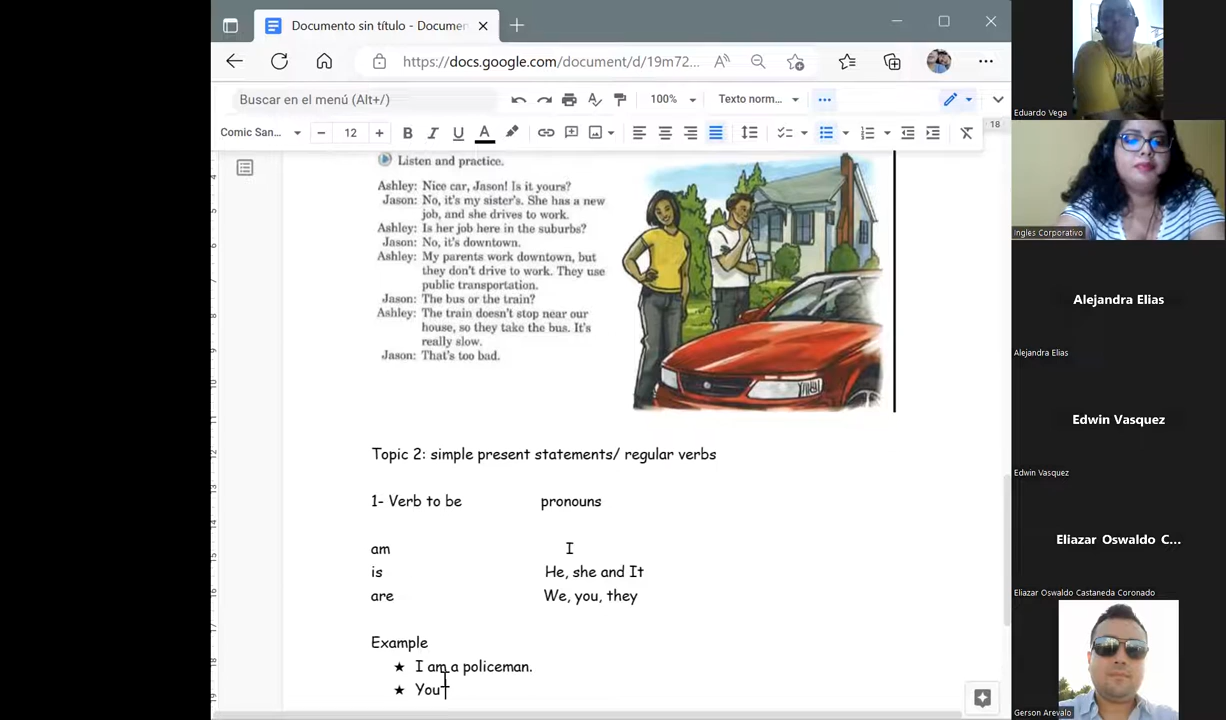 Documento sin título - Documen
https://docs.google.com/document/d/19m72...
Buscar en el menú (Alt+/)
100%
Texto norm...
Comic San...
12
18
Listen and practice.
Ashley: Nice car, Jason! Is it yours?
Jason: No, it's my sister's. She has a new
job, and she drives to work.
Ashley: Is her job here in the suburbs?
Jason: No, it's downtown.
Ashley: My parents work downtown, but
they don't drive to work. They use
public transportation.
Jason: The bus or the train?
Ashley: The train doesn't stop near our
house, so they take the bus. It's
really slow.
Jason: That's too bad.
Topic 2: simple present statements/ regular verbs
1- Verb to be pronouns
am I
is He, she and It
are We, you, they
Example
★ I am a policeman.
★ You
Eduardo Vega
Ingles Corporativo
Alejandra Elias
Alejandra Elias
Edwin Vasquez
Edwin Vasquez
Eliazar Oswaldo C...
Eliazar Oswaldo Castaneda Coronado
Gerson Arevalo